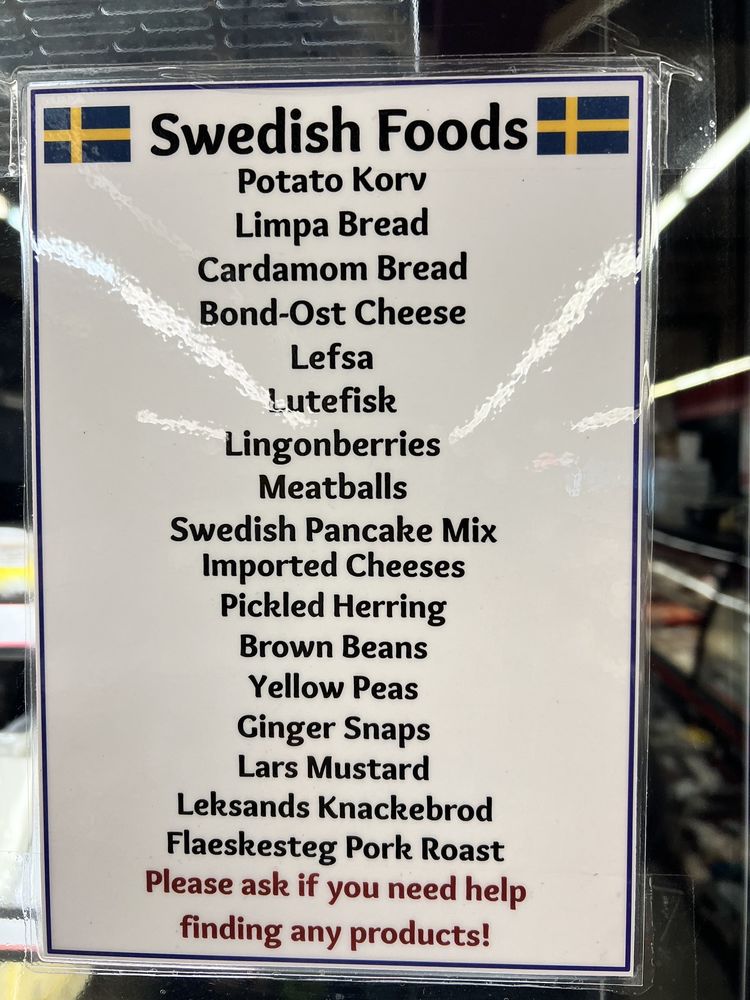 Swedish Foods
Potato Korv
Limpa Bread
Cardamom Bread
Bond-Ost Cheese
Lefsa
Lutefisk
Lingonberries
Meatballs
Swedish Pancake Mix
Imported Cheeses
Pickled Herring
Brown Beans
Yellow Peas
Ginger Snaps
Lars Mustard
Leksands Knackebrod
Flaeskesteg Pork Roast
Please ask if you need help
finding any products!